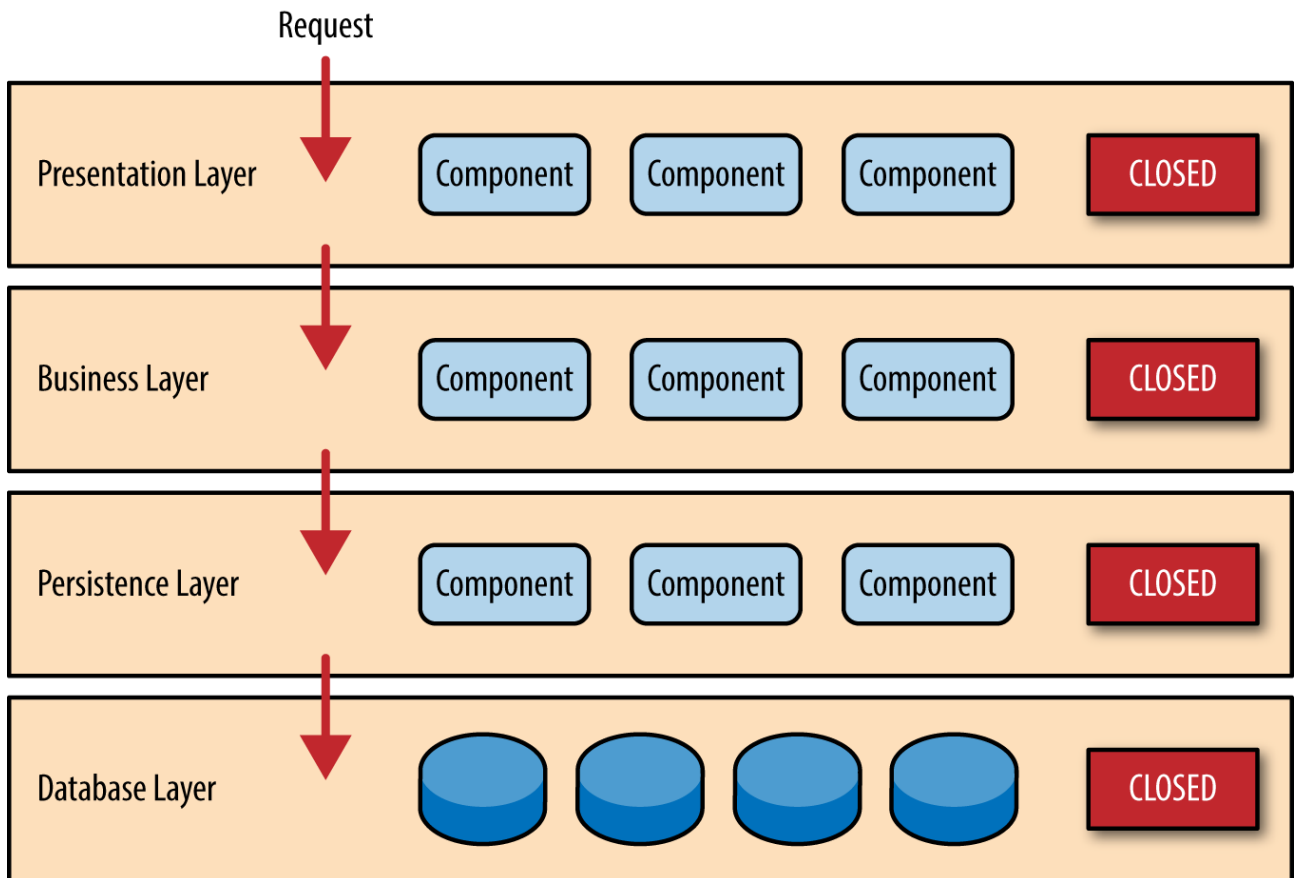 Request
Presentation Layer
Component
Component
Component
CLOSED
Business Layer
Component
Component
Component
CLOSED
Persistence Layer
Component
Component
Component
CLOSED
Database Layer
CLOSED